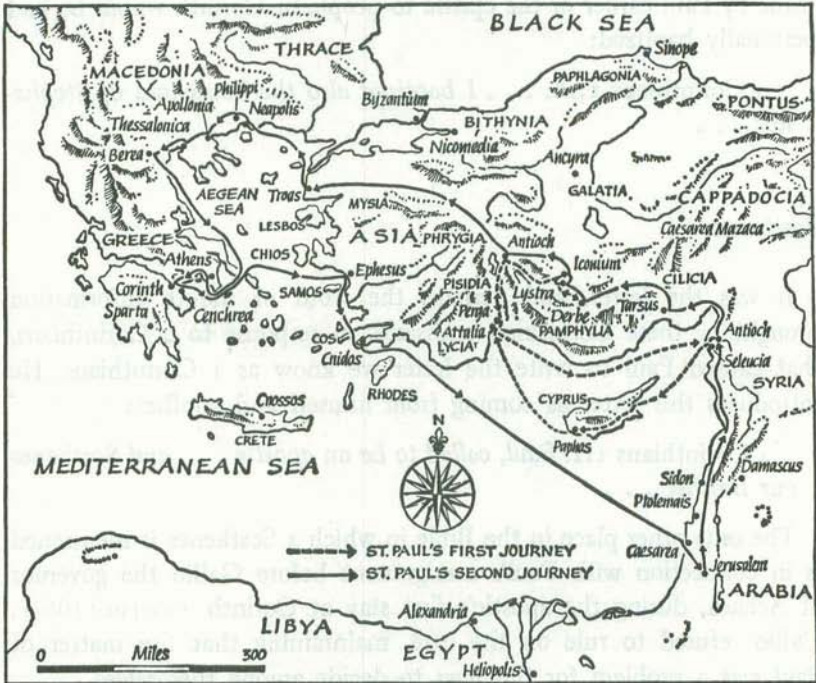 BLACK SEA
THRACE
MACEDONIA
Philippi
Apollonia
Neapolis
Thessalonica
Berea
Byzantium
Sinope
PAPHLAGONIA
BITHYNIA
PONTUS
Nicomedia
Ancyra
GALATIA
CAPPADOCIA
Caesarea Mazaca
AEGEAN
SEA
Troas
MYSIA
LESBOS
ASIA
PHRYGIA
Antioch
Iconium
CILICIA
GREECE
CHIOS
Athens
Ephesus
PISIDIA
Lystra
Tarsus
Corinth
SAMOS
Perga
Derbe
Sparta
Cenchrea
Attalia
PAMPHYLIA
Antioch
COS
LYCIA
Seleucia
Cnidos
SYRIA
RHODES
CYPRUS
Cnossos
Paphos
CRETE
N
MEDITERRANEAN SEA
Damascus
Sidon
Ptolemais
Caesarea
Jerusalem
ST. PAUL'S FIRST JOURNEY
ST. PAUL'S SECOND JOURNEY
ARABIA
LIBYA
Alexandria
EGYPT
Heliopolis
0 Miles 300